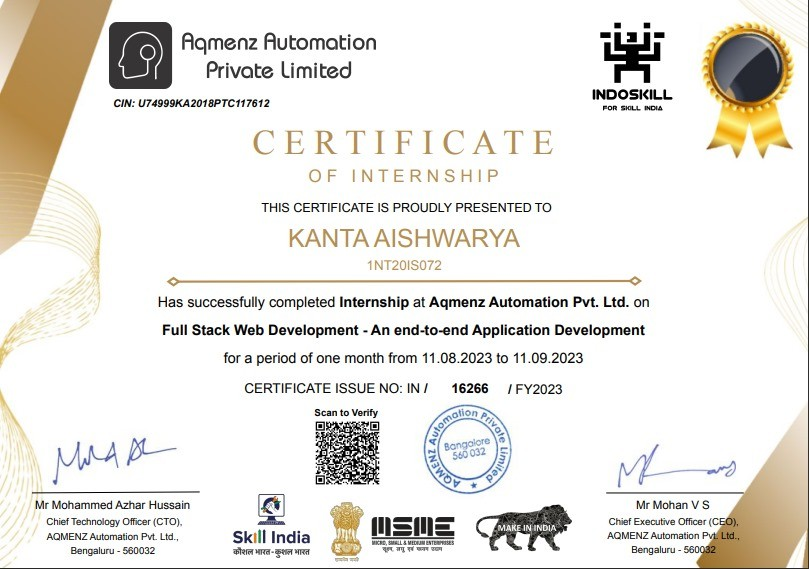 Aqmenz Automation
Private Limited
CIN: U74999KA2018PTC117612
INDOSKILL
FOR SKILL INDIA
CERTIFICATE
OF INTERNSHIP
THIS CERTIFICATE IS PROUDLY PRESENTED TO
KANTA AISHWARYA
1NT20IS072
Has successfully completed Internship at Aqmenz Automation Pvt. Ltd. on
Full Stack Web Development - An end-to-end Application Development
for a period of one month from 11.08.2023 to 11.09.2023
CERTIFICATE ISSUE NO: IN / 16266 / FY2023
Scan to Verify
AQMENZ Automation Private Limited
Bangalore
560 032
Mr Mohammed Azhar Hussain
Chief Technology Officer (CTO),
AQMENZ Automation Pvt. Ltd.,
Bengaluru - 560032
Skill India
कौशल भारत-कुशल भारत
सत्यमेव जयते
MSME
MICRO, SMALL & MEDIUM ENTERPRISES
सूक्ष्म, लघु एवं मध्यम उद्यम
MAKE IN INDIA
Mr Mohan V S
Chief Executive Officer (CEO),
AQMENZ Automation Pvt. Ltd.,
Bengaluru - 560032